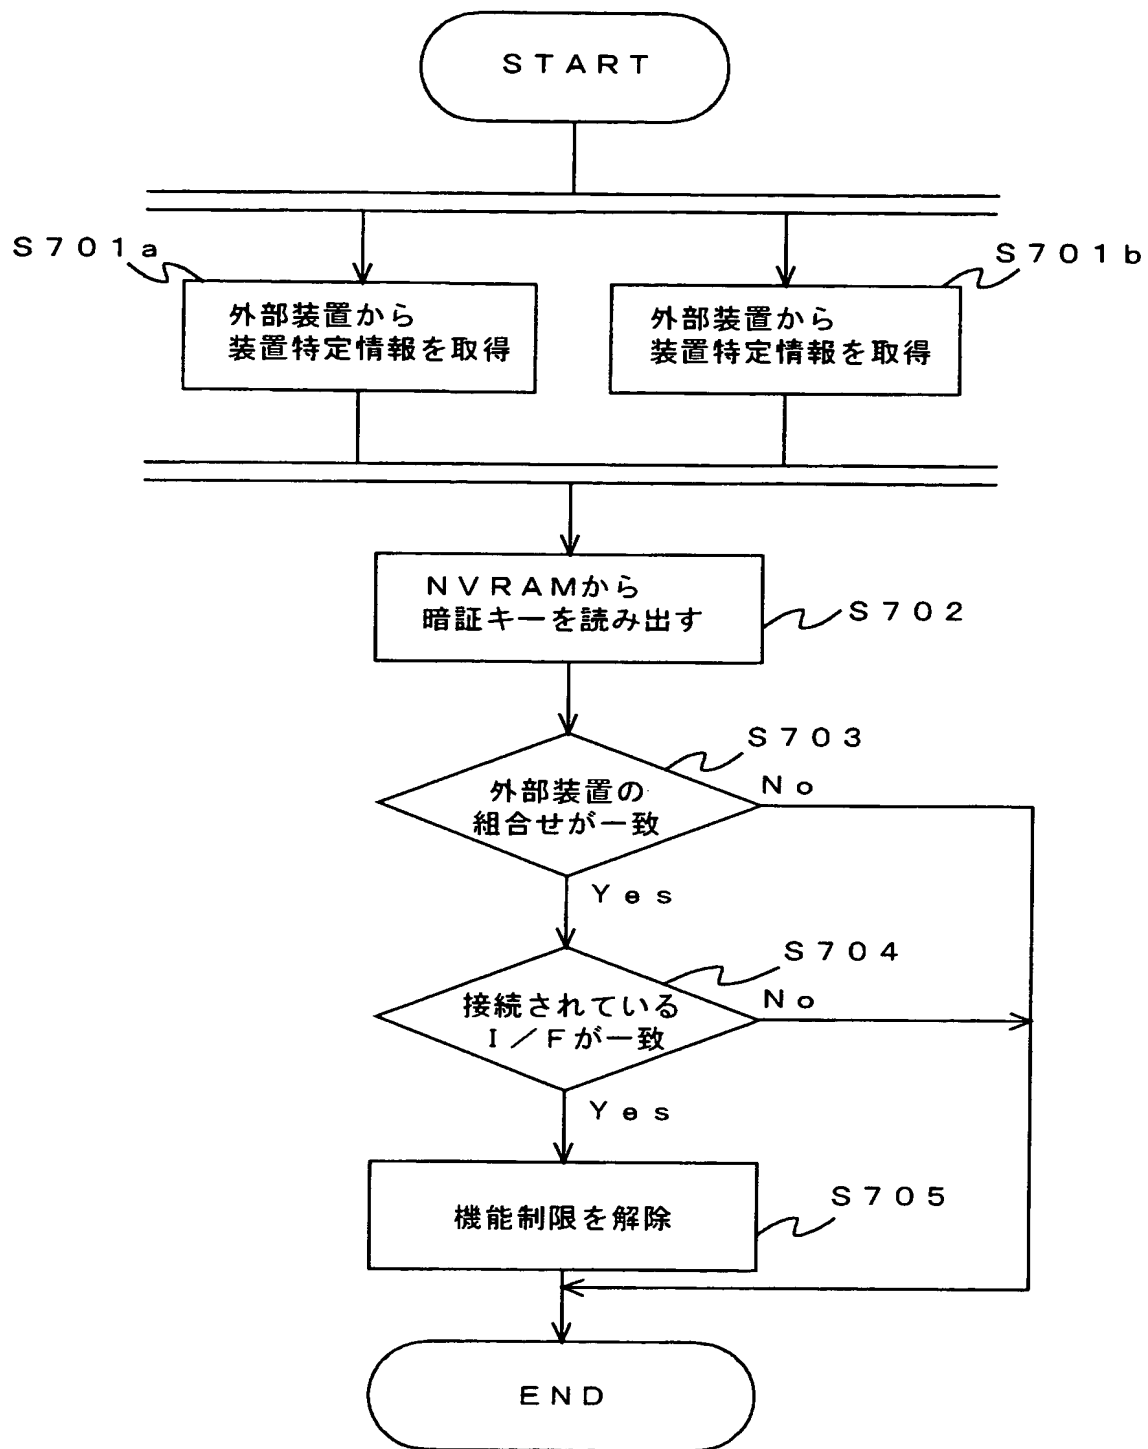 ＳＴＡＲＴ
Ｓ７０１ａ
Ｓ７０１ｂ
外部装置から
装置特定情報を取得
外部装置から
装置特定情報を取得
ＮＶＲＡＭから
暗証キーを読み出す
Ｓ７０２
Ｓ７０３
外部装置の
組合せが一致
Ｎｏ
Ｙｅｓ
Ｓ７０４
接続されている
Ｉ／Ｆが一致
Ｎｏ
Ｙｅｓ
機能制限を解除
Ｓ７０５
ＥＮＤ